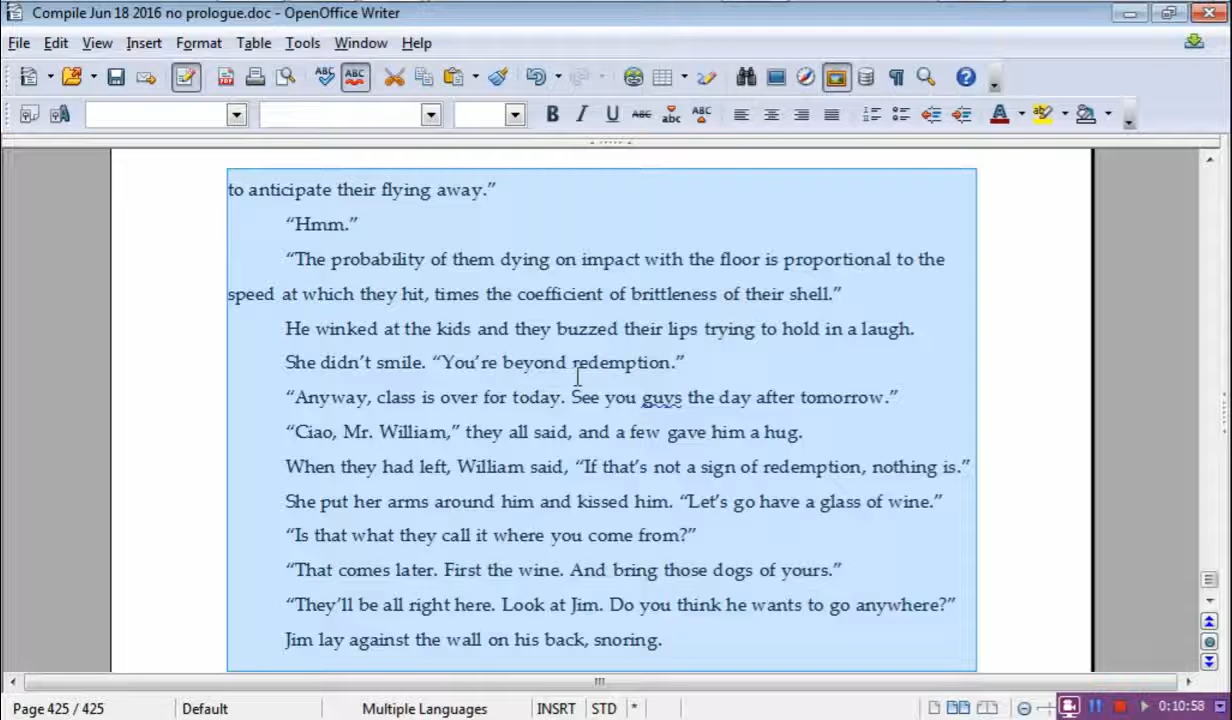 Compile Jun 18 2016 no prologue.doc - OpenOffice Writer
File Edit View Insert Format Table Tools Window Help
to anticipate their flying away.”
“Hmm.”
“The probability of them dying on impact with the floor is proportional to the
speed at which they hit, times the coefficient of brittleness of their shell.”
He winked at the kids and they buzzed their lips trying to hold in a laugh.
She didn’t smile. “You’re beyond redemption.”
“Anyway, class is over for today. See you guys the day after tomorrow.”
“Ciao, Mr. William,” they all said, and a few gave him a hug.
When they had left, William said, “If that’s not a sign of redemption, nothing is.”
She put her arms around him and kissed him. “Let’s go have a glass of wine.”
“Is that what they call it where you come from?”
“That comes later. First the wine. And bring those dogs of yours.”
“They’ll be all right here. Look at Jim. Do you think he wants to go anywhere?”
Jim lay against the wall on his back, snoring.
Page 425 / 425 Default Multiple Languages INSRT STD * 0:10:58